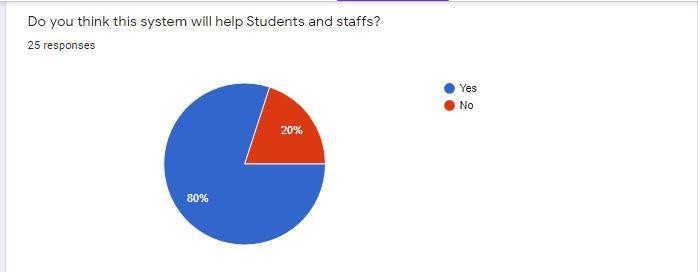 Do you think this system will help Students and staffs?
25 responses
Yes
No
20%
80%